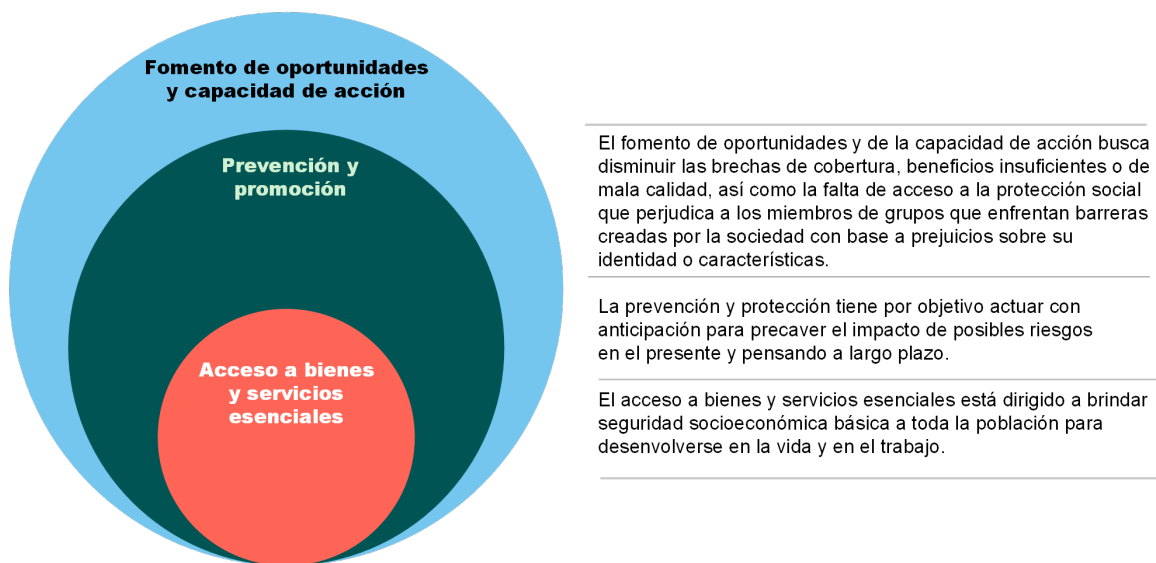 Fomento de oportunidades
y capacidad de acción
Prevención y
promoción
Acceso a bienes
y servicios
esenciales
El fomento de oportunidades y de la capacidad de acción busca
disminuir las brechas de cobertura, beneficios insuficientes o de
mala calidad, así como la falta de acceso a la protección social
que perjudica a los miembros de grupos que enfrentan barreras
creadas por la sociedad con base a prejuicios sobre su
identidad o características.
La prevención y protección tiene por objetivo actuar con
anticipación para precaver el impacto de posibles riesgos
en el presente y pensando a largo plazo.
El acceso a bienes y servicios esenciales está dirigido a brindar
seguridad socioeconómica básica a toda la población para
desenvolverse en la vida y en el trabajo.